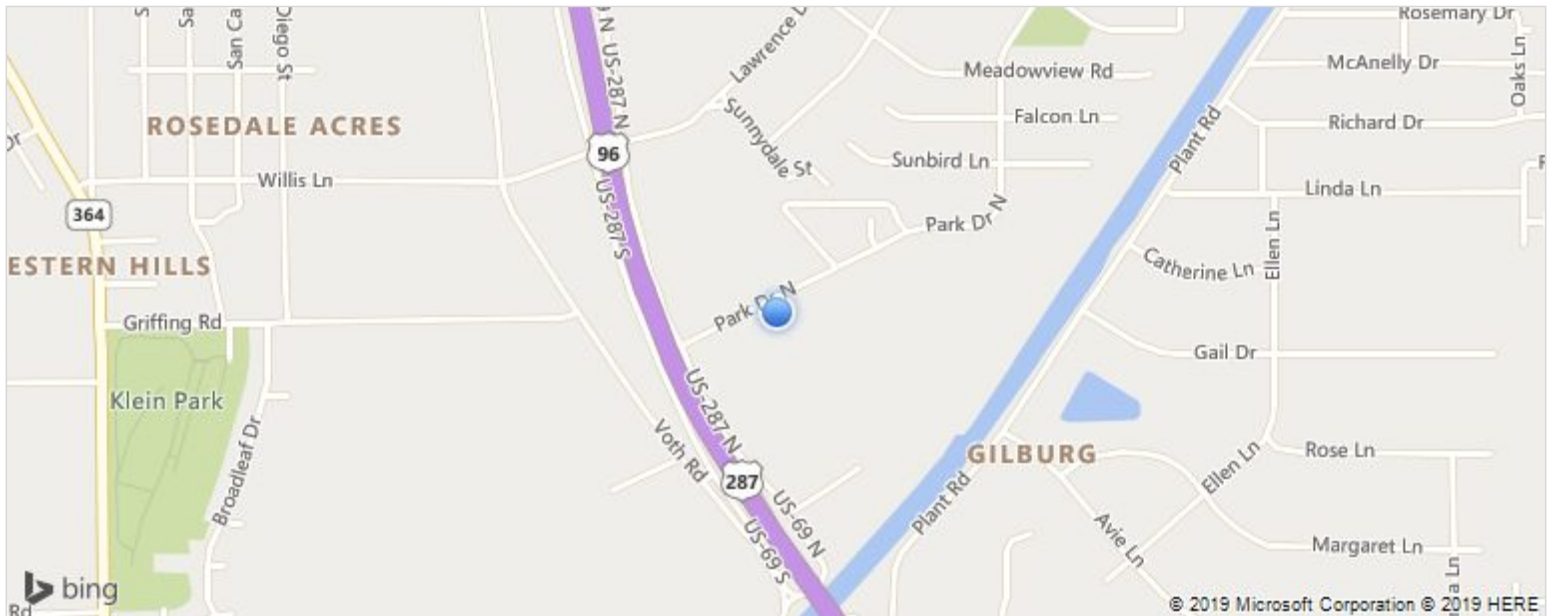 Rosemary Dr
San Ca
Diego St
9 N US-287 N
Lawrence
Meadowview Rd
McAnelly Dr
Oaks Ln
Falcon Ln
Plant Rd
Richard Dr
ROSEDALE ACRES
96
Sunnydale St
Sunbird Ln
Willis Ln
Linda Ln
364
US-287 S
Park Dr N
Ellen Ln
Catherine Ln
ESTERN HILLS
Park Dr N
Griffing Rd
Gail Dr
Klein Park
US-287 N
Voth Rd
Broadleaf Dr
GILBURG
Rose Ln
287
Ellen Ln
Plant Rd
US-69 N
US-69 S
Avie Ln
Margaret Ln
bing
Rd
© 2019 Microsoft Corporation © 2019 HERE